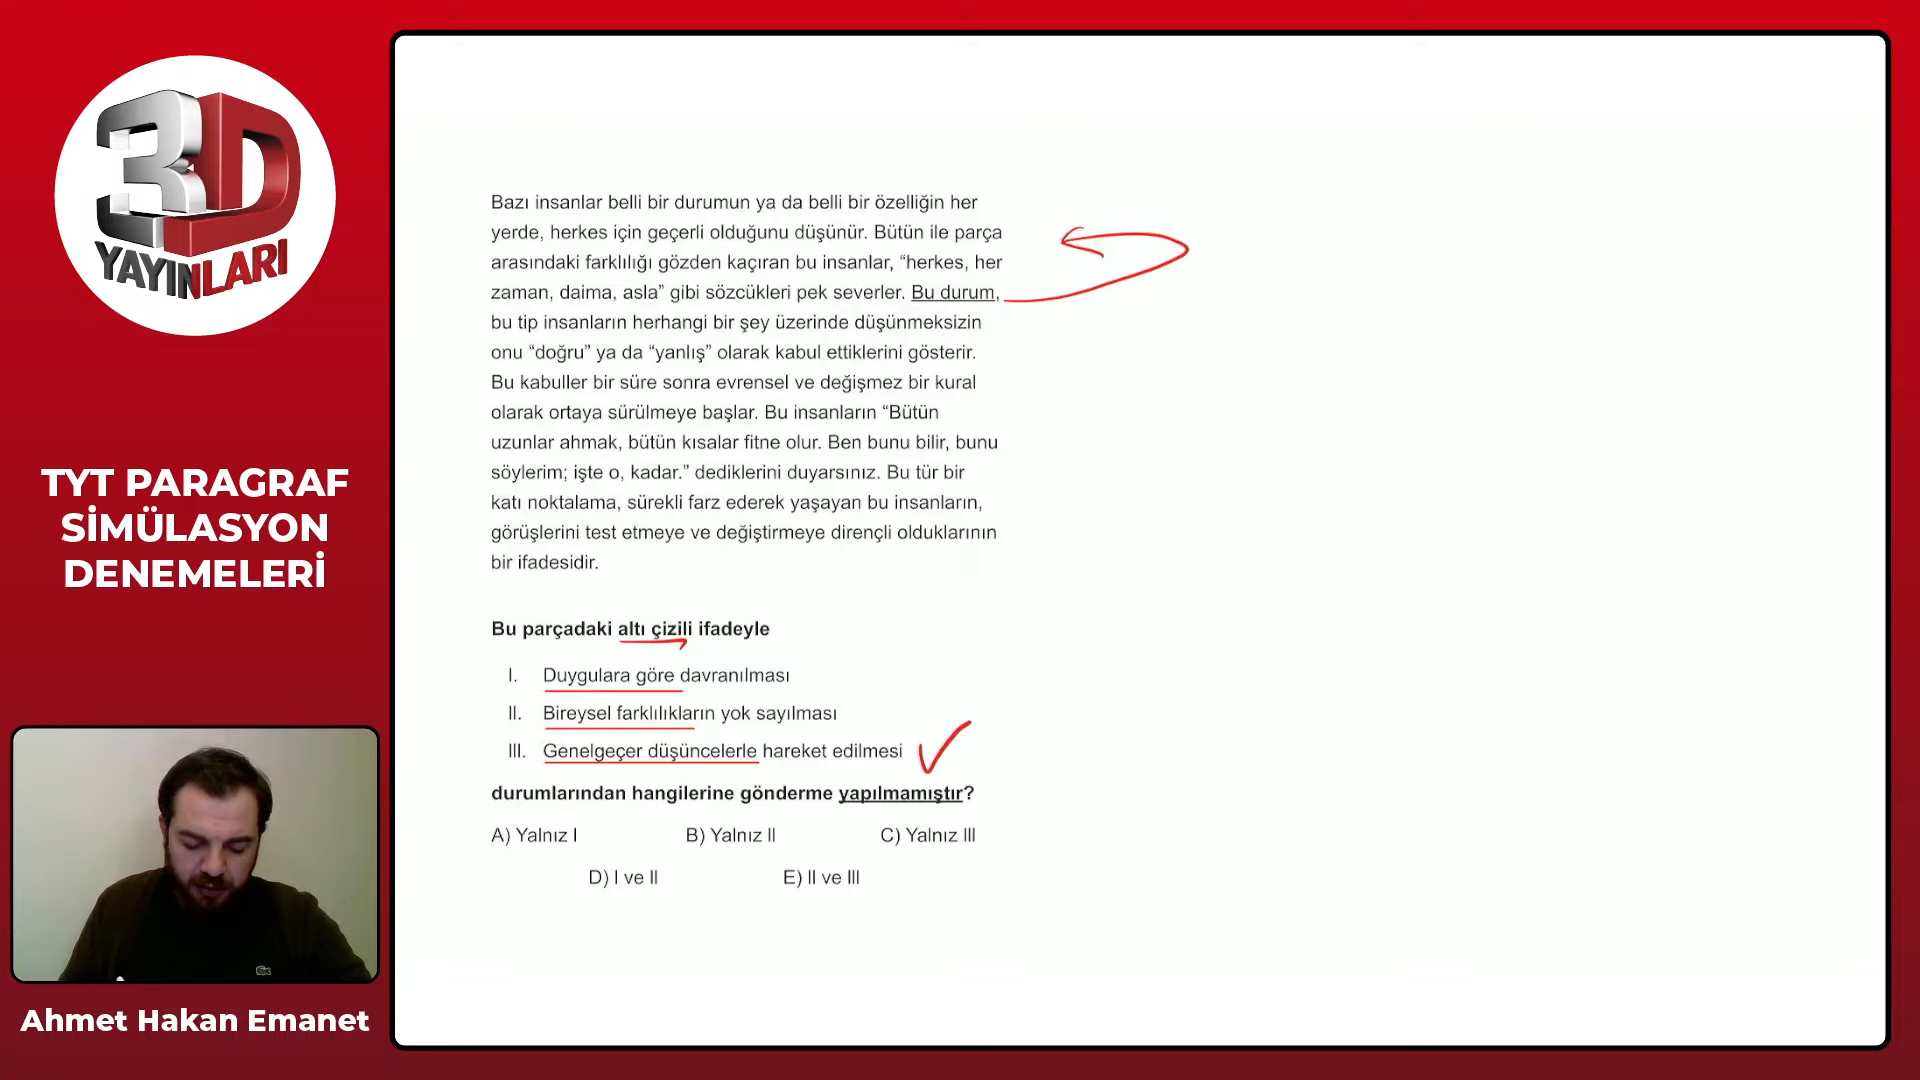 3D
YAYINLARI
TYT PARAGRAF
SİMÜLASYON
DENEMELERİ
Ahmet Hakan Emanet
Bazı insanlar belli bir durumun ya da belli bir özelliğin her
yerde, herkes için geçerli olduğunu düşünür. Bütün ile parça
arasındaki farklılığı gözden kaçıran bu insanlar, “herkes, her
zaman, daima, asla” gibi sözcükleri pek severler. Bu durum,
bu tip insanların herhangi bir şey üzerinde düşünmeksizin
onu “doğru” ya da “yanlış” olarak kabul ettiklerini gösterir.
Bu kabuller bir süre sonra evrensel ve değişmez bir kural
olarak ortaya sürülmeye başlar. Bu insanların “Bütün
uzunlar ahmak, bütün kısalar fitne olur. Ben bunu bilir, bunu
söylerim; işte o, kadar.” dediklerini duyarsınız. Bu tür bir
katı noktalama, sürekli farz ederek yaşayan bu insanların,
görüşlerini test etmeye ve değiştirmeye dirençli olduklarının
bir ifadesidir.
Bu parçadaki altı çizili ifadeyle
I. Duygulara göre davranılması
II. Bireysel farklılıkların yok sayılması
III. Genelgeçer düşüncelerle hareket edilmesi
durumlarından hangilerine gönderme yapılmamıştır?
A) Yalnız I B) Yalnız II C) Yalnız III
D) I ve II E) II ve III